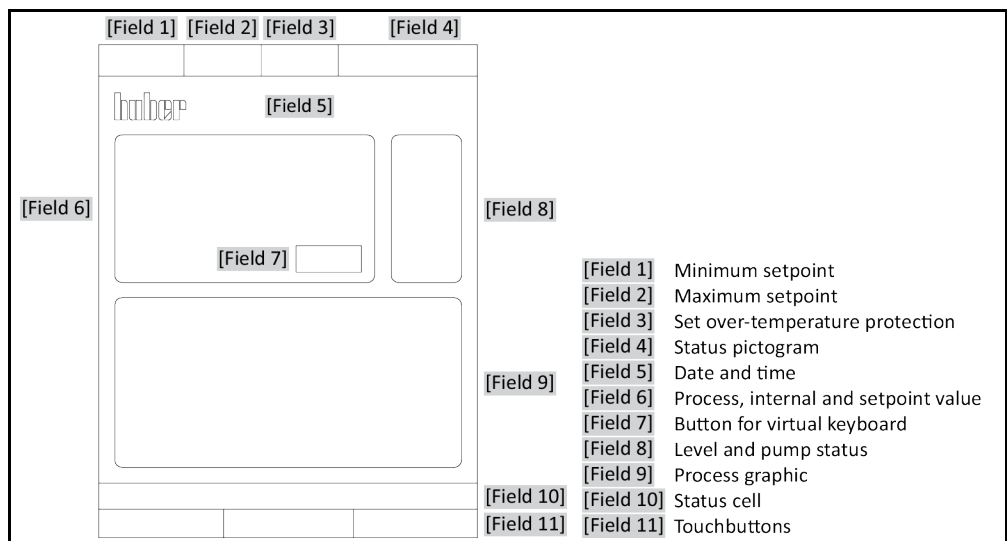 [Field 1] [Field 2] [Field 3] [Field 4]
huber [Field 5]
[Field 6]
[Field 8]
[Field 7]
[Field 9]
[Field 10]
[Field 11]
[Field 1] Minimum setpoint
[Field 2] Maximum setpoint
[Field 3] Set over-temperature protection
[Field 4] Status pictogram
[Field 5] Date and time
[Field 6] Process, internal and setpoint value
[Field 7] Button for virtual keyboard
[Field 8] Level and pump status
[Field 9] Process graphic
[Field 10] Status cell
[Field 11] Touchbuttons